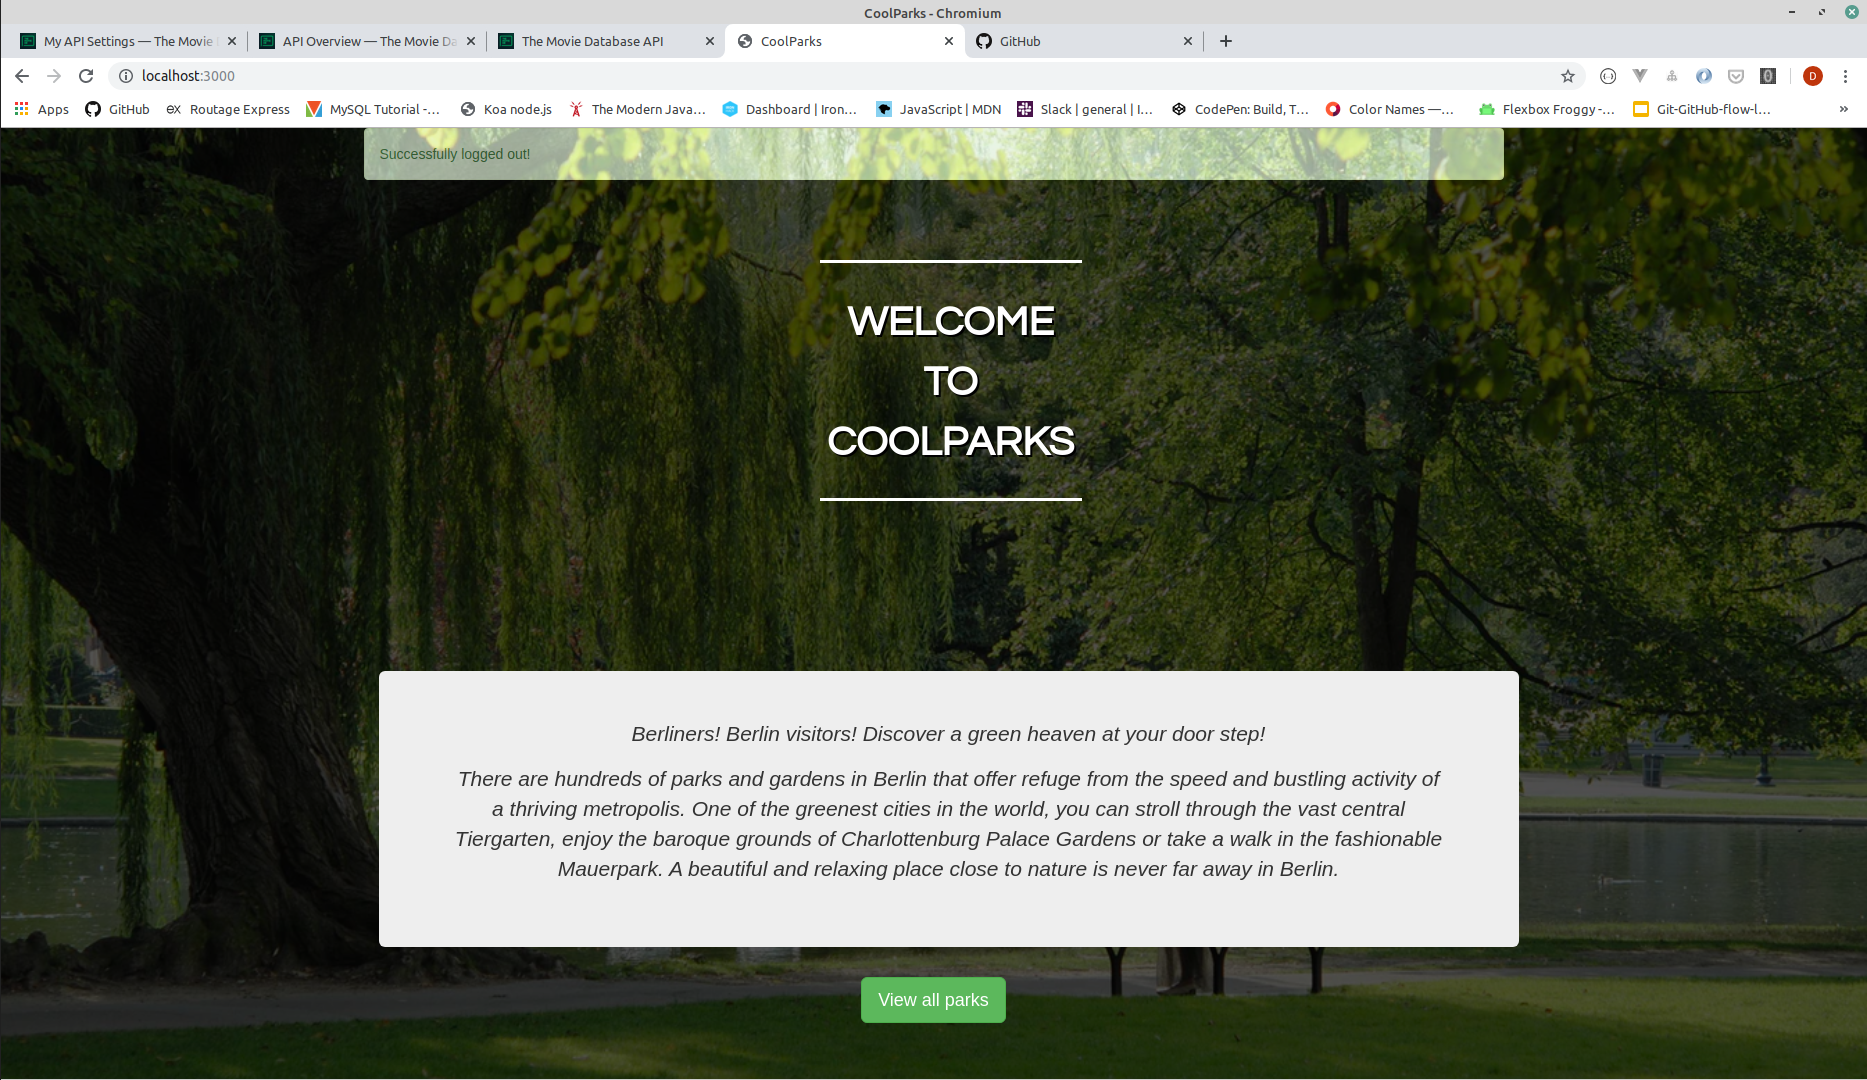 CoolParks - Chromium
My API Settings — The Movie
API Overview — The Movie Da
The Movie Database API
CoolParks
GitHub
localhost:3000
D
Apps
GitHub
eX Routage Express
MySQL Tutorial -...
Koa node.js
The Modern Java...
Dashboard | Iron...
JavaScript | MDN
Slack | general | I...
CodePen: Build, T...
Color Names —...
Flexbox Froggy -...
Git-GitHub-flow-l...
»
Successfully logged out!
WELCOME
TO
COOLPARKS
Berliners! Berlin visitors! Discover a green heaven at your door step!
There are hundreds of parks and gardens in Berlin that offer refuge from the speed and bustling activity of
a thriving metropolis. One of the greenest cities in the world, you can stroll through the vast central
Tiergarten, enjoy the baroque grounds of Charlottenburg Palace Gardens or take a walk in the fashionable
Mauerpark. A beautiful and relaxing place close to nature is never far away in Berlin.
View all parks